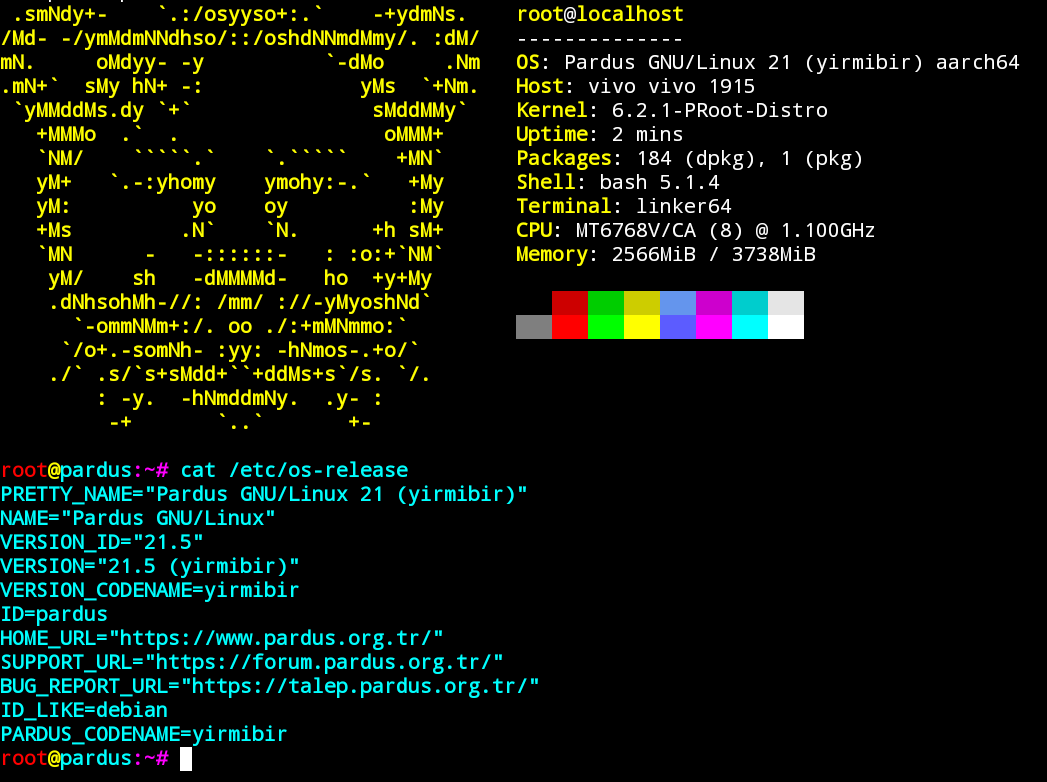 .smNdy+-    `.:/osyyso+:.`    -+ydmNs.
/Md- -/ymMdmNNdhso/::/oshdNNmdMmy/. :dM/
mN.     oMdyy- -y          `-dMo     .Nm
.mN+`  sMy hN+ -:             yMs  `+Nm.
`yMMddMs.dy `+`               sMddMMy`
+MMMo  .`  .                 oMMM+
`NM/    `````.`    `.`````    +MN`
yM+   `.-:yhomy    ymohy:-.`   +My
yM:          yo    oy          :My
+Ms         .N`    `N.      +h sM+
`MN      -   -::::::-   : :o:+`NM`
yM/    sh   -dMMMMd-   ho  +y+My
.dNhsohMh-//: /mm/ ://-yMyoshNd`
`-ommNMm+:/. oo ./:+mMNmmo:`
`/o+.-somNh- :yy: -hNmos-.+o/`
./` .s/`s+sMdd+``+ddMs+s`/s. `/.
: -y.  -hNmddmNy.  .y- :
-+       `..`       +-
root@localhost
--------------
OS: Pardus GNU/Linux 21 (yirmibir) aarch64
Host: vivo vivo 1915
Kernel: 6.2.1-PRoot-Distro
Uptime: 2 mins
Packages: 184 (dpkg), 1 (pkg)
Shell: bash 5.1.4
Terminal: linker64
CPU: MT6768V/CA (8) @ 1.100GHz
Memory: 2566MiB / 3738MiB
root@pardus:~# cat /etc/os-release
PRETTY_NAME="Pardus GNU/Linux 21 (yirmibir)"
NAME="Pardus GNU/Linux"
VERSION_ID="21.5"
VERSION="21.5 (yirmibir)"
VERSION_CODENAME=yirmibir
ID=pardus
HOME_URL="https://www.pardus.org.tr/"
SUPPORT_URL="https://forum.pardus.org.tr/"
BUG_REPORT_URL="https://talep.pardus.org.tr/"
ID_LIKE=debian
PARDUS_CODENAME=yirmibir
root@pardus:~#